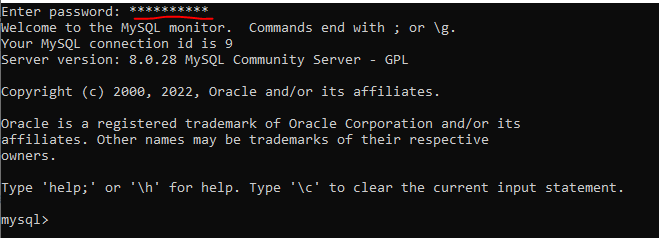 Enter password: **********
Welcome to the MySQL monitor.  Commands end with ; or \g.
Your MySQL connection id is 9
Server version: 8.0.28 MySQL Community Server - GPL
Copyright (c) 2000, 2022, Oracle and/or its affiliates.
Oracle is a registered trademark of Oracle Corporation and/or its
affiliates. Other names may be trademarks of their respective
owners.
Type 'help;' or '\h' for help. Type '\c' to clear the current input statement.
mysql>